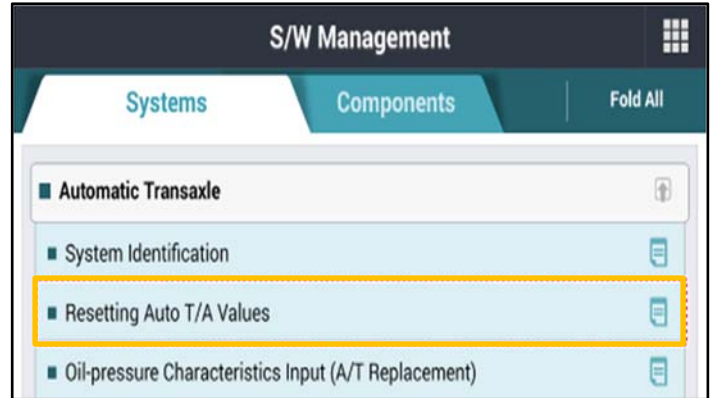 S/W Management
Systems
Components
Fold All
Automatic Transaxle
System Identification
Resetting Auto T/A Values
Oil-pressure Characteristics Input (A/T Replacement)